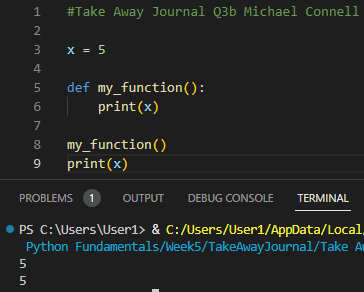 1 #Take Away Journal Q3b Michael Connell
2
3 x = 5
4
5 def my_function():
6     print(x)
7
8 my_function()
9 print(x)
PROBLEMS 1 OUTPUT DEBUG CONSOLE TERMINAL
PS C:\Users\User1> & C:/Users/User1/AppData/Local/
Python Fundamentals/Week5/TakeAwayJournal/Take Aw
5
5